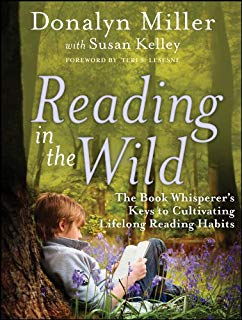 Donalyn Miller
with Susan Kelley
FOREWORD BY TERI S. LESESNE
Reading
in the
Wild
The Book Whisperer's
Keys to Cultivating
Lifelong Reading Habits